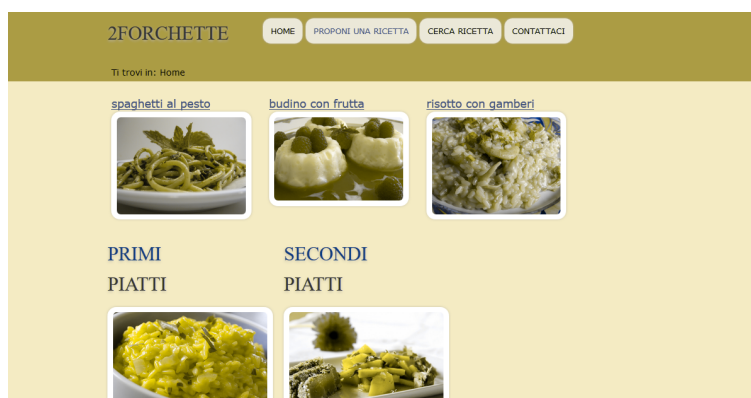 2FORCHETTE
HOME
PROPONI UNA RICETTA
CERCA RICETTA
CONTATTACI
Ti trovi in: Home
spaghetti al pesto
budino con frutta
risotto con gamberi
PRIMI
PIATTI
SECONDI
PIATTI